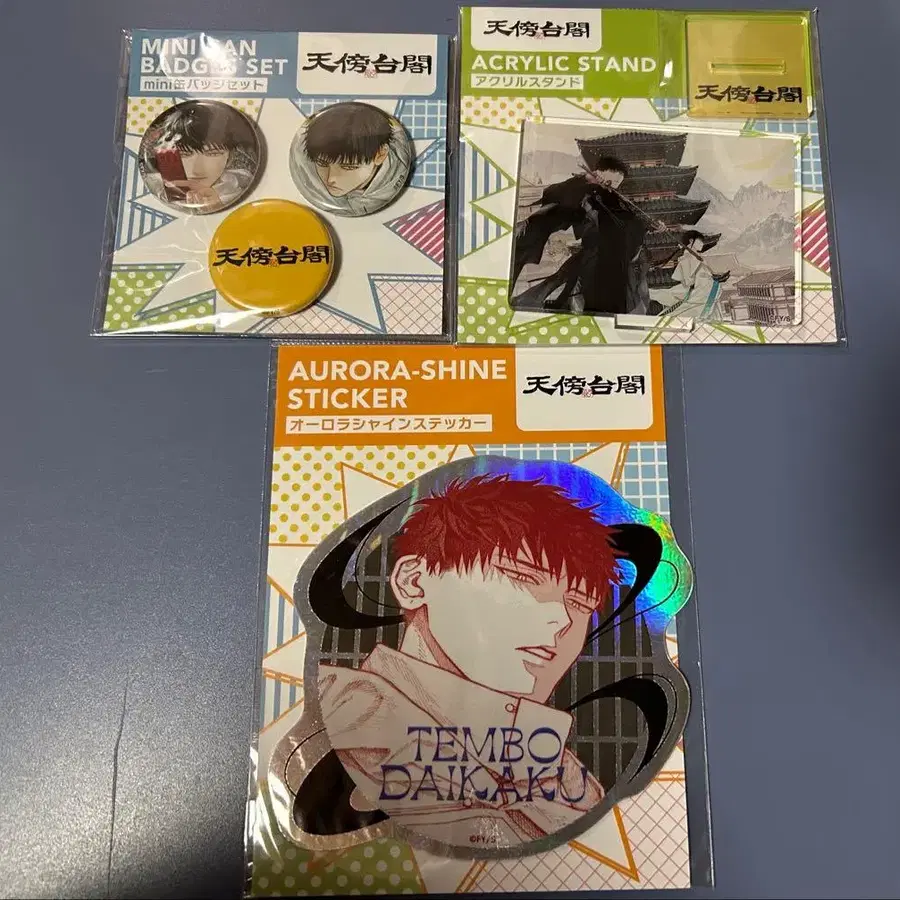 MINI CAN
BADGES SET
mini缶バッジセット
天傍台閣
天傍台閣
天傍台閣
ACRYLIC STAND
アクリルスタンド
天傍台閣
©FY/S
AURORA-SHINE
STICKER
オーロラシャインステッカー
天傍台閣
TEMBO
DAIKAKU
©FY/S